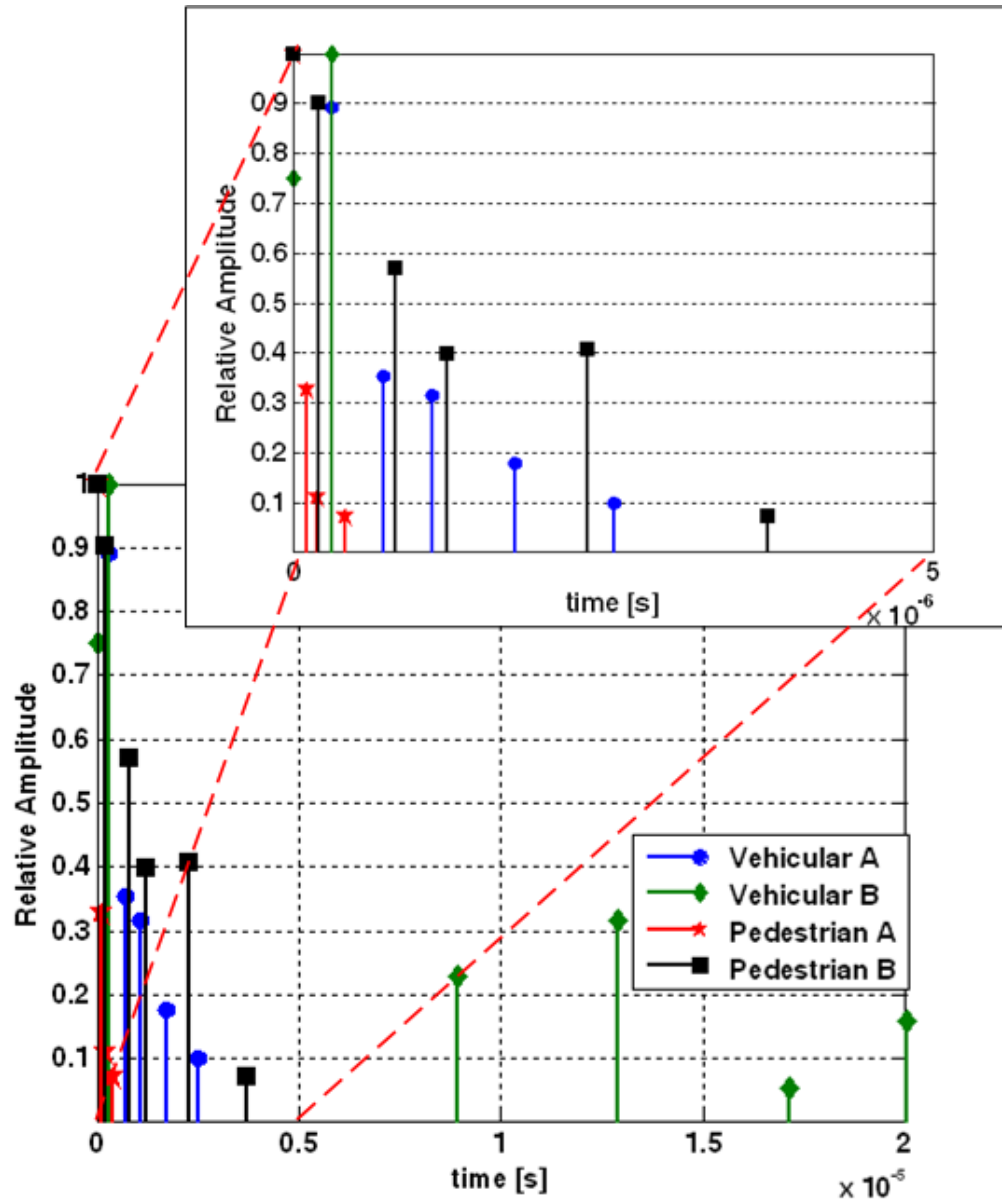 0.9
0.8
0.7
0.6
0.5
0.4
0.3
0.2
0.1
Relative Amplitude
0
5
time [s]
x 10⁻⁶
1
0.9
0.8
0.7
0.6
0.5
0.4
0.3
0.2
0.1
Relative Amplitude
Vehicular A
Vehicular B
Pedestrian A
Pedestrian B
0
0.5
1
1.5
2
time [s]
x 10⁻⁵